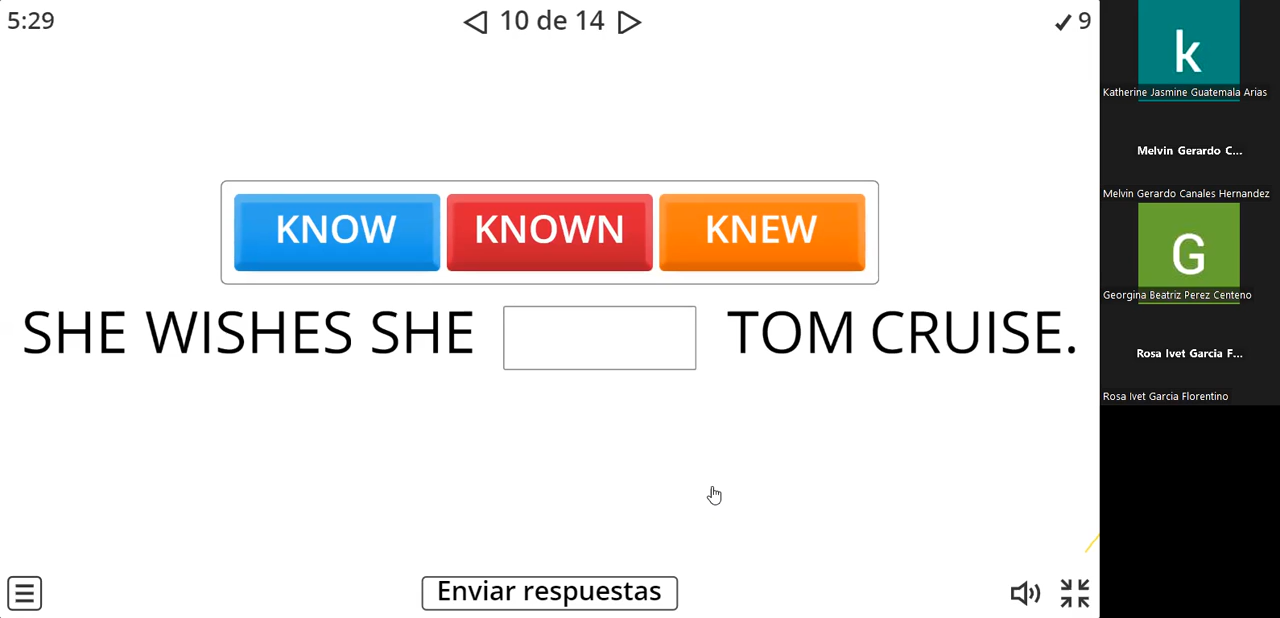 5:29
10 de 14
9
KNOW KNOWN KNEW
SHE WISHES SHE TOM CRUISE.
Enviar respuestas
k
Katherine Jasmine Guatemala Arias
Melvin Gerardo C...
Melvin Gerardo Canales Hernandez
G
Georgina Beatriz Perez Centeno
Rosa Ivet Garcia F...
Rosa Ivet Garcia Florentino